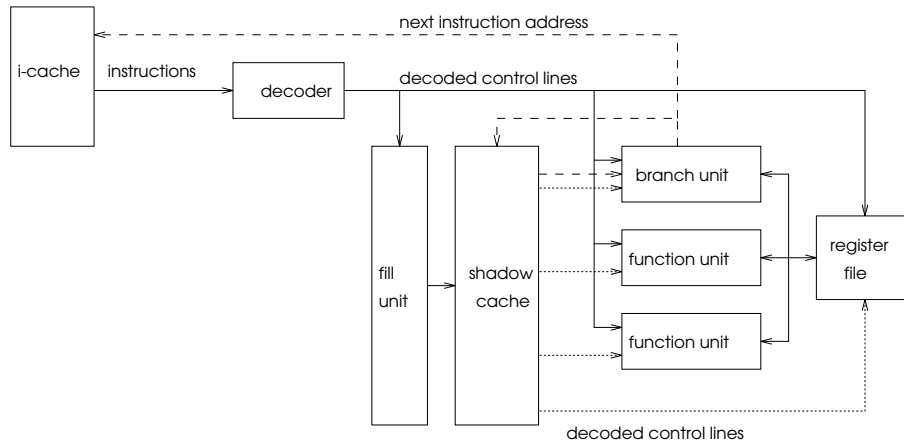 next instruction address
i-cache
instructions
decoded control lines
decoder
branch unit
register
file
fill
unit
shadow
cache
function unit
function unit
decoded control lines